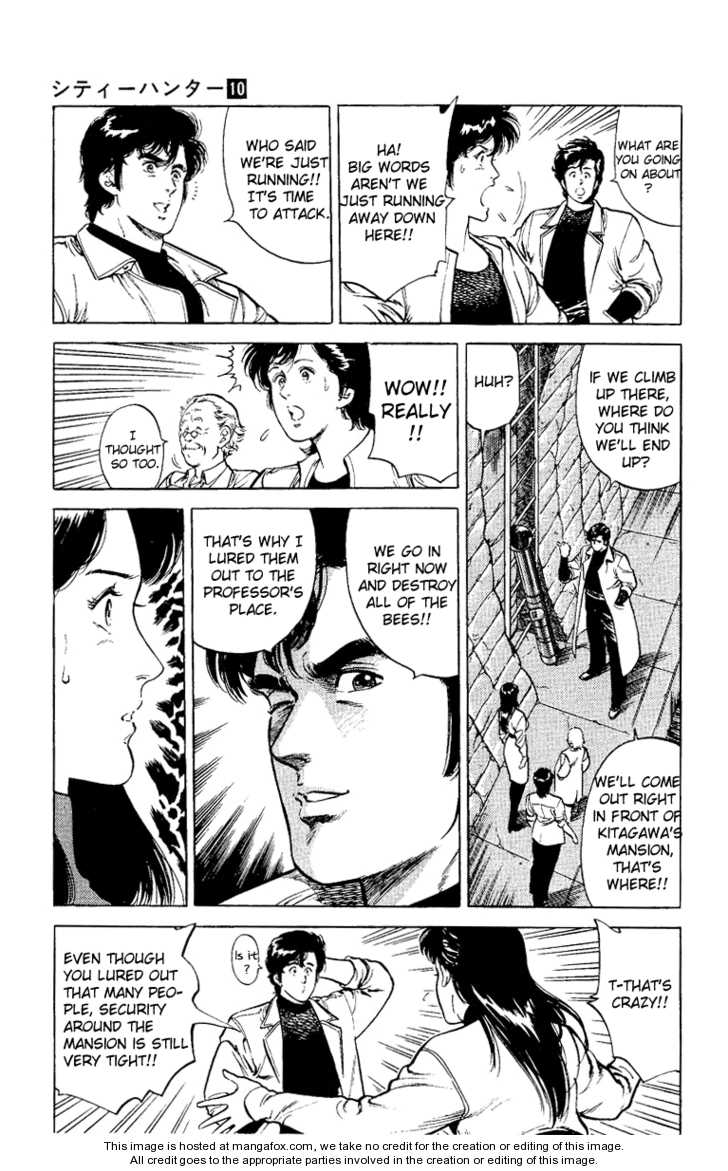 シティーハンター10
WHAT ARE
YOU GOING
ON ABOUT
?
HA!
BIG WORDS
AREN'T WE
JUST RUNNING
AWAY DOWN
HERE!!
WHO SAID
WE'RE JUST
RUNNING!!
IT'S TIME
TO ATTACK.
IF WE CLIMB
UP THERE,
WHERE DO
YOU THINK
WE'LL END
UP?
HUH?
WE'LL COME
OUT RIGHT
IN FRONT OF
KITAGAWA'S
MANSION,
THAT'S
WHERE!!
WOW!!
REALLY
!!
I
THOUGHT
SO TOO.
WE GO IN
RIGHT NOW
AND DESTROY
ALL OF THE
BEES!!
THAT'S WHY I
LURED THEM
OUT TO THE
PROFESSOR'S
PLACE.
T-THAT'S
CRAZY!!
Is it
?
EVEN THOUGH
YOU LURED OUT
THAT MANY PEO-
PLE, SECURITY
AROUND THE
MANSION IS STILL
VERY TIGHT!!
This image is hosted at mangafox.com, we take no credit for the creation or editing of this image.
All credit goes to the appropriate parties involved in the creation or editing of this image.